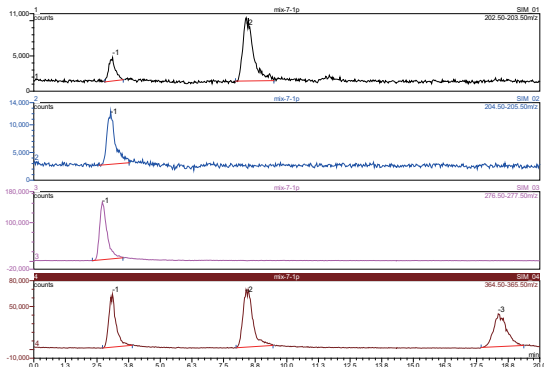 1 mix-7-1p SIM_01
11,000 counts 202.50-203.50m/z
5,000
0
-1
2
1
2 mix-7-1p SIM_02
14,000 counts 204.50-205.50m/z
10,000
5,000
0
-1
2
3 mix-7-1p SIM_03
180,000 counts 276.50-277.50m/z
100,000
-20,000
-1
3
4 mix-7-1p SIM_04
80,000 counts 364.50-365.50m/z
50,000
-10,000
-1
2
-3
4
min
0.0 1.3 2.5 3.8 5.0 6.3 7.5 8.8 10.0 11.3 12.5 13.8 15.0 16.3 17.5 18.8 20.0